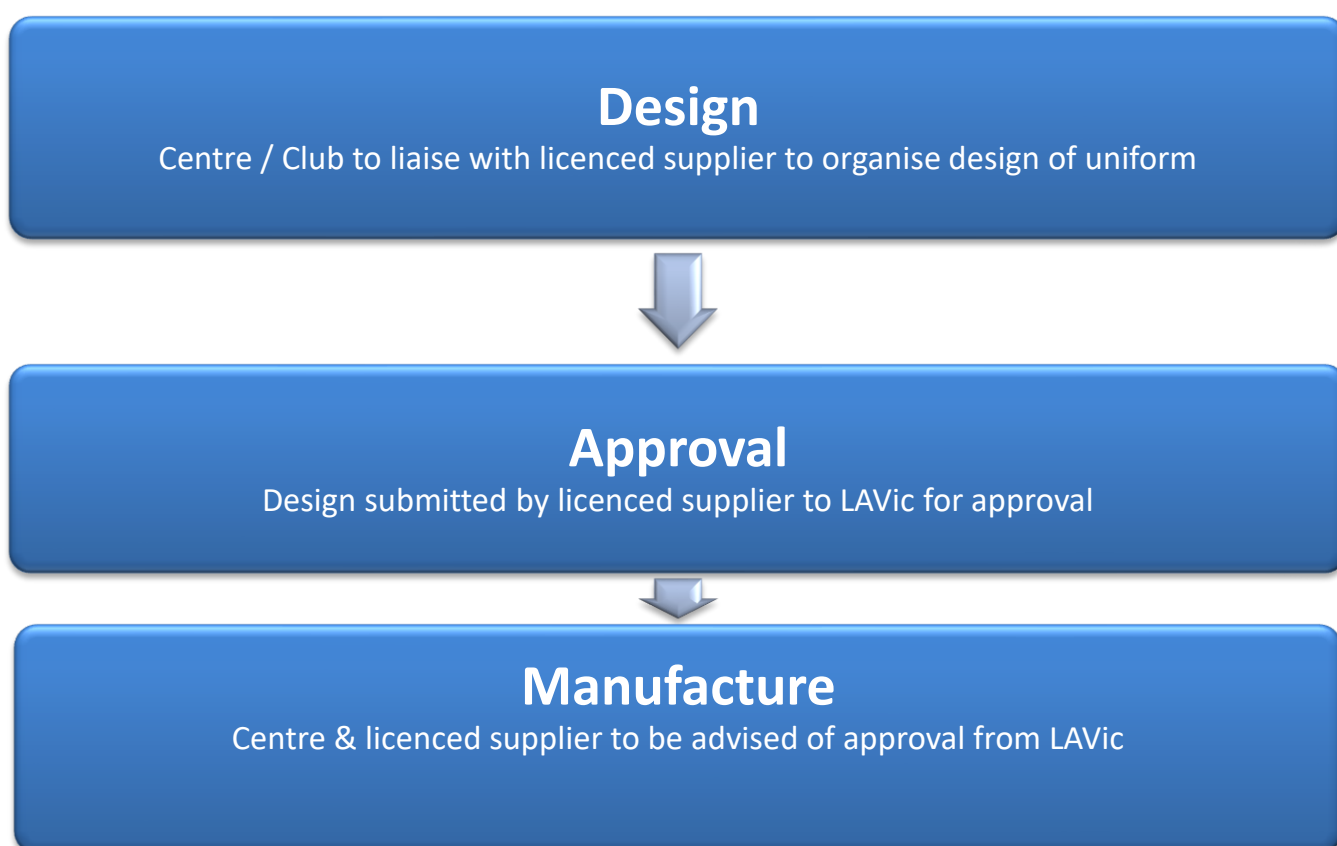 Design
Centre / Club to liaise with licenced supplier to organise design of uniform
Approval
Design submitted by licenced supplier to LAVic for approval
Manufacture
Centre & licenced supplier to be advised of approval from LAVic